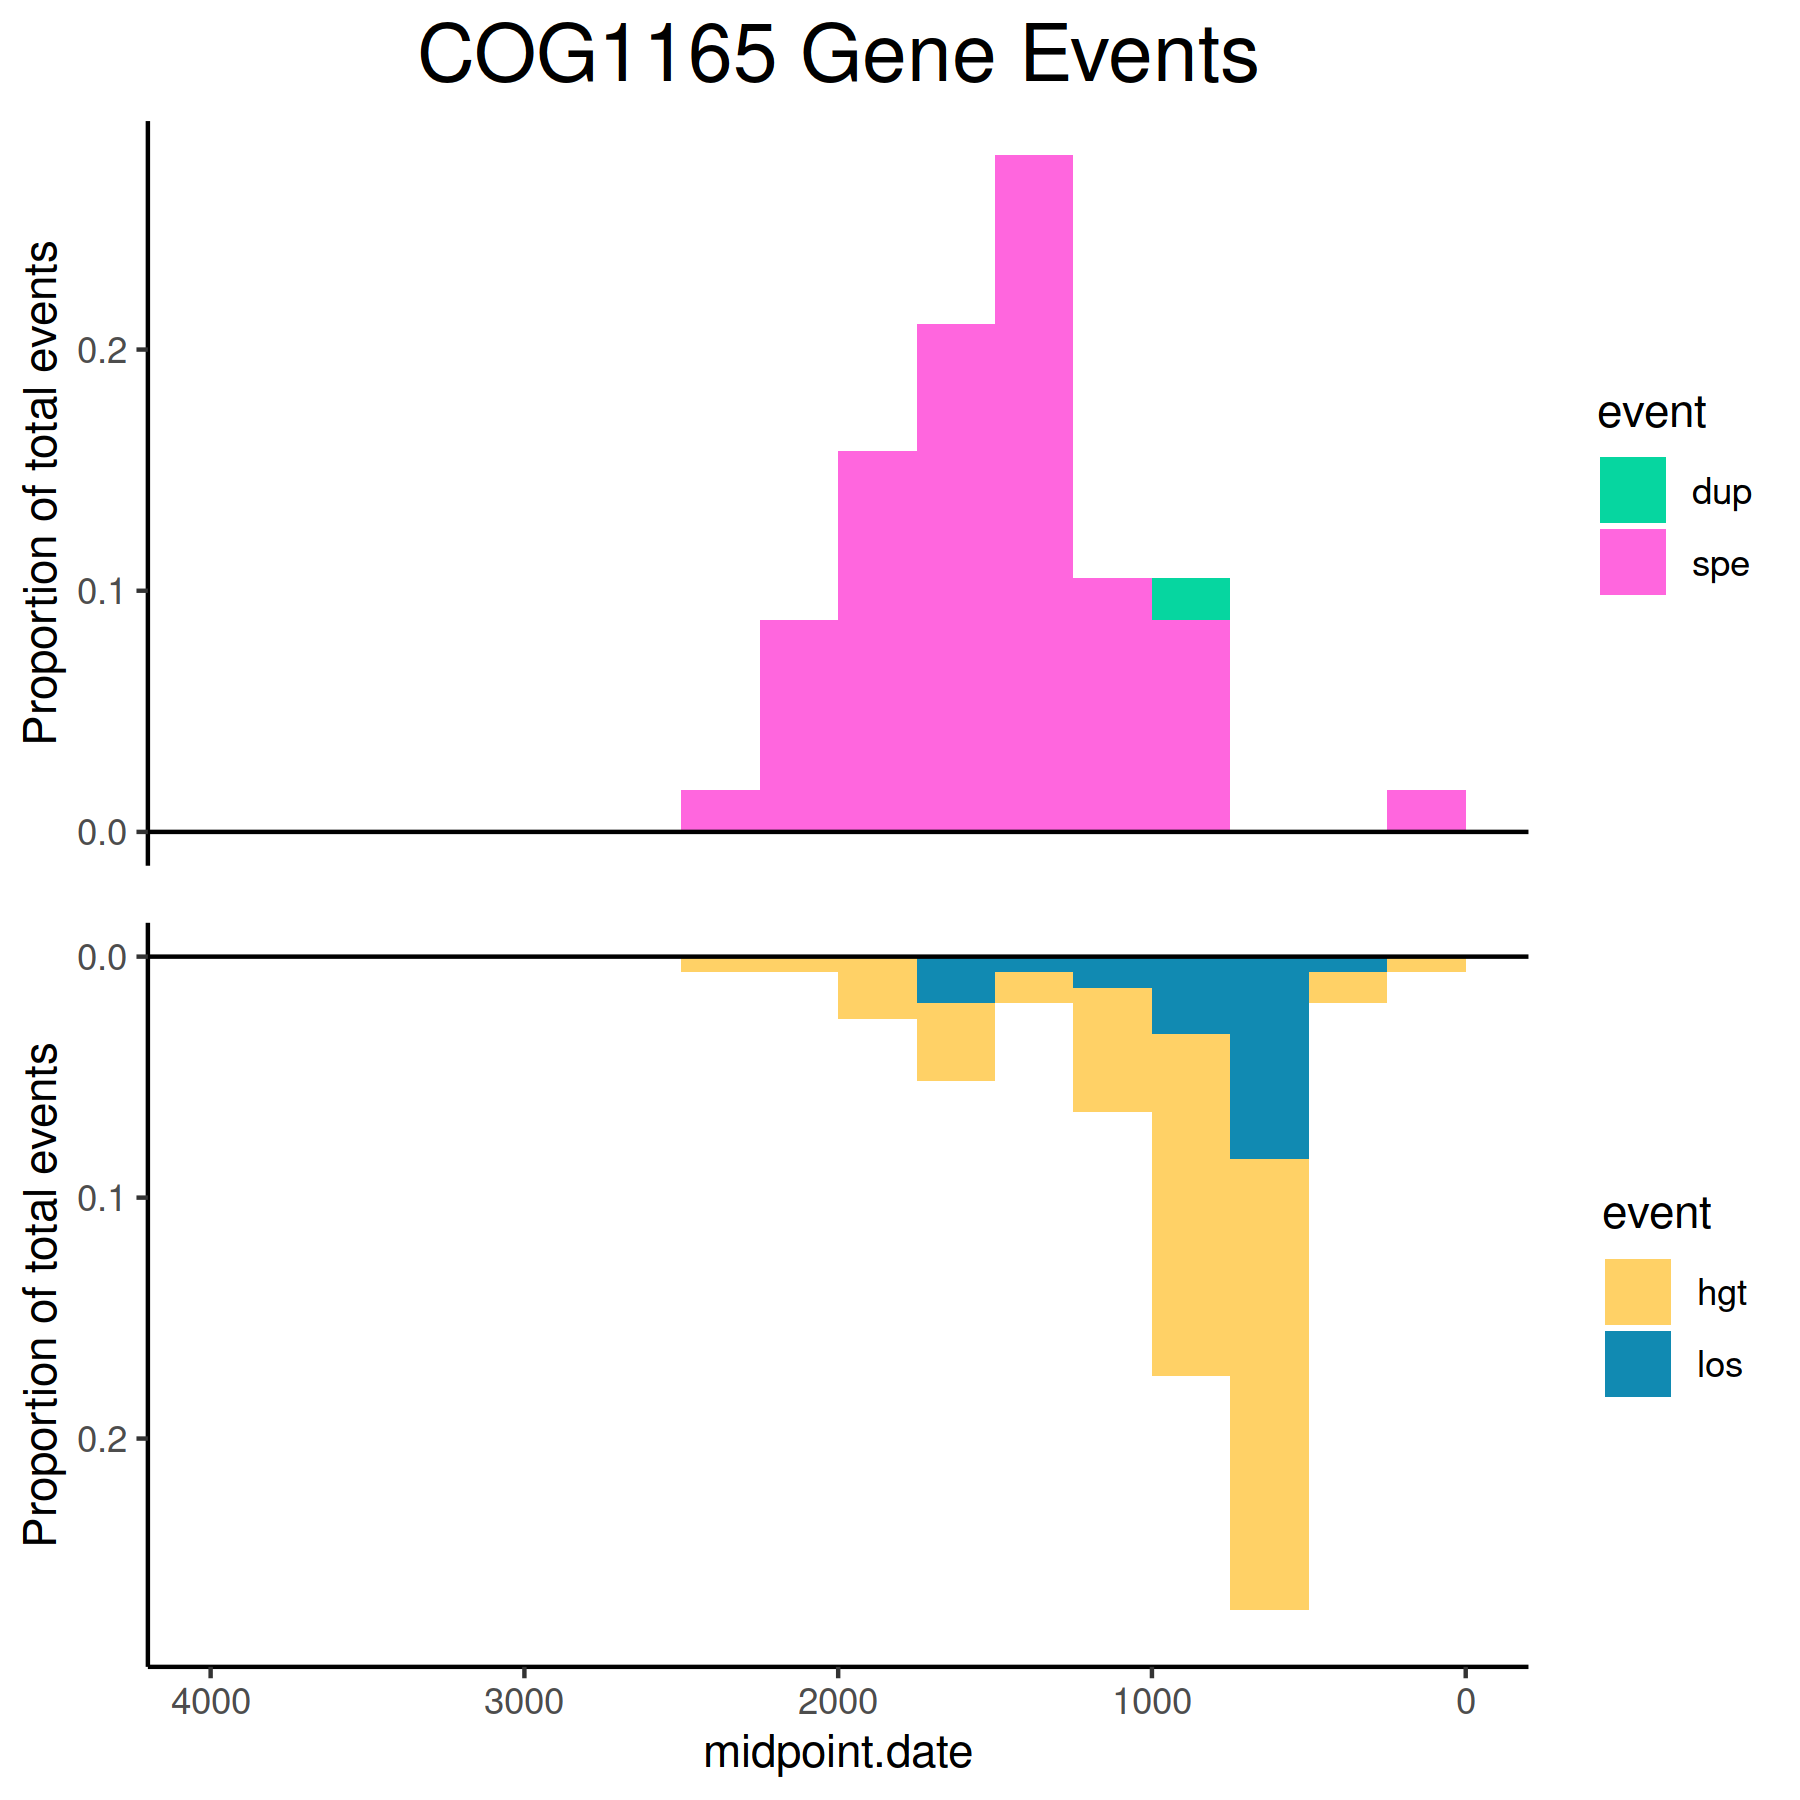 COG1165 Gene Events
Proportion of total events
0.2
0.1
0.0
event
dup
spe
Proportion of total events
0.0
0.1
0.2
event
hgt
los
4000 3000 2000 1000 0
midpoint.date